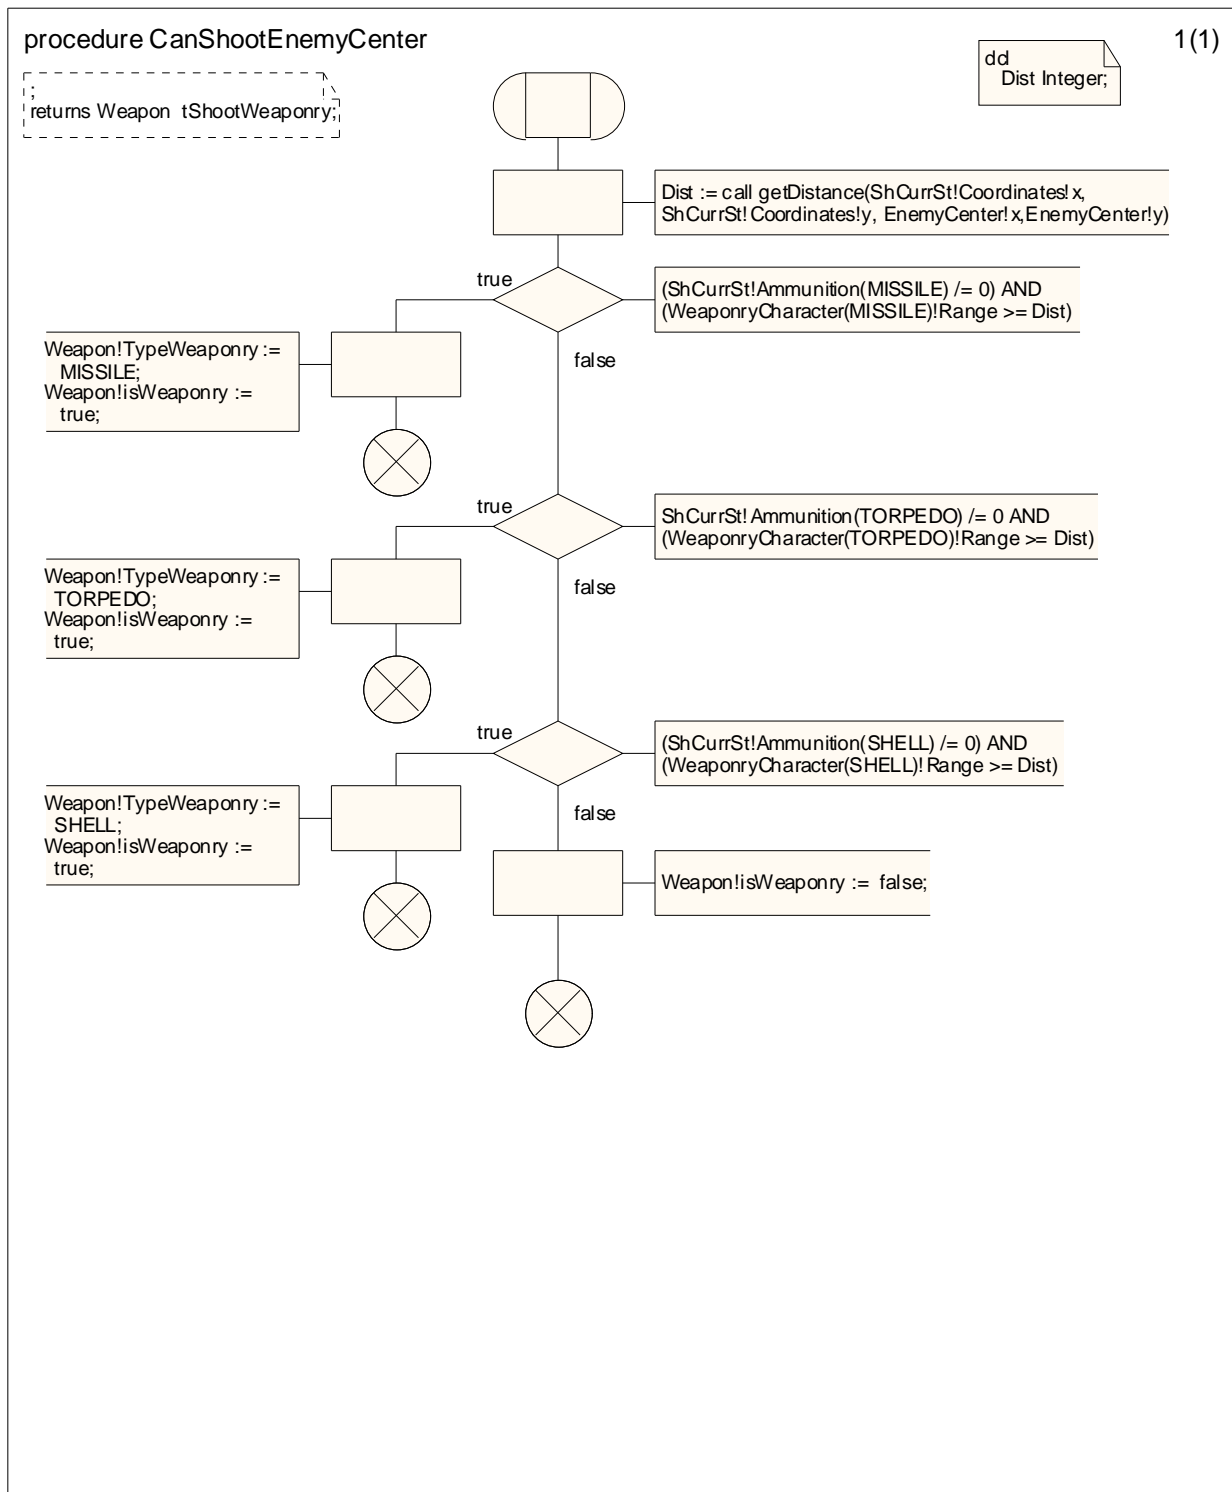 procedure CanShootEnemyCenter
1(1)
;
returns Weapon tShootWeaponry;
dd
Dist Integer;
Dist := call getDistance(ShCurrSt!Coordinates!x,
ShCurrSt!Coordinates!y, EnemyCenter!x,EnemyCenter!y)
true
(ShCurrSt!Ammunition(MISSILE) /= 0) AND
(WeaponryCharacter(MISSILE)!Range >= Dist)
false
Weapon!TypeWeaponry :=
MISSILE;
Weapon!isWeaponry :=
true;
true
ShCurrSt!Ammunition(TORPEDO) /= 0 AND
(WeaponryCharacter(TORPEDO)!Range >= Dist)
false
Weapon!TypeWeaponry :=
TORPEDO;
Weapon!isWeaponry :=
true;
true
(ShCurrSt!Ammunition(SHELL) /= 0) AND
(WeaponryCharacter(SHELL)!Range >= Dist)
false
Weapon!TypeWeaponry :=
SHELL;
Weapon!isWeaponry :=
true;
Weapon!isWeaponry := false;